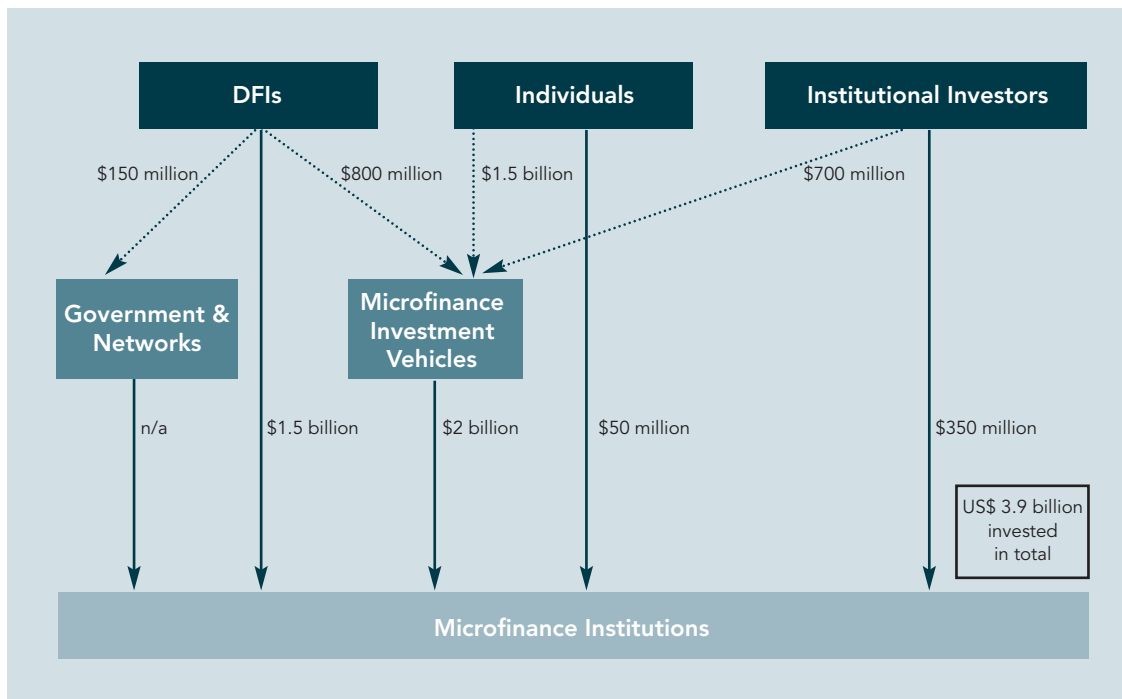 DFIs
Individuals
Institutional Investors
$150 million
$800 million
$1.5 billion
$700 million
Government &
Networks
Microfinance
Investment
Vehicles
n/a
$1.5 billion
$2 billion
$50 million
$350 million
US$ 3.9 billion
invested
in total
Microfinance Institutions